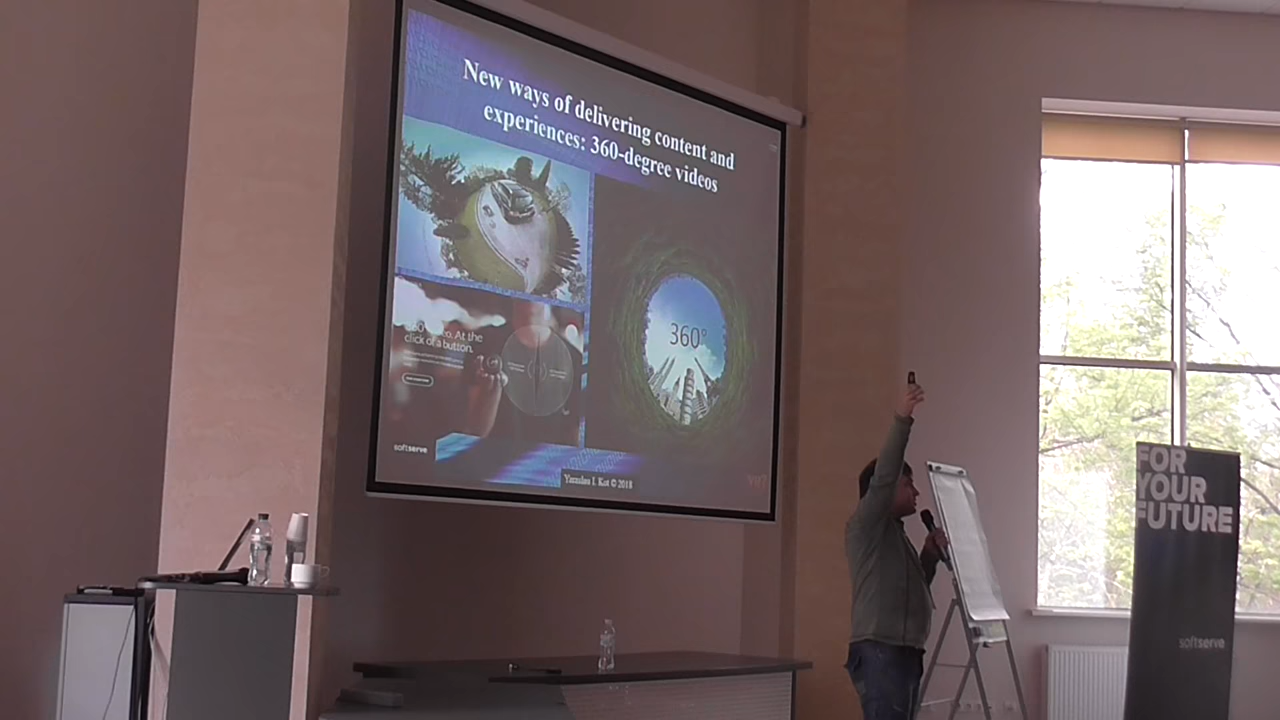 New ways of delivering content and
experiences: 360-degree videos
At the
click of a button.
360°
softserve
Yaroslau I. Kot © 2018
FOR
YOUR
FUTURE
softserve